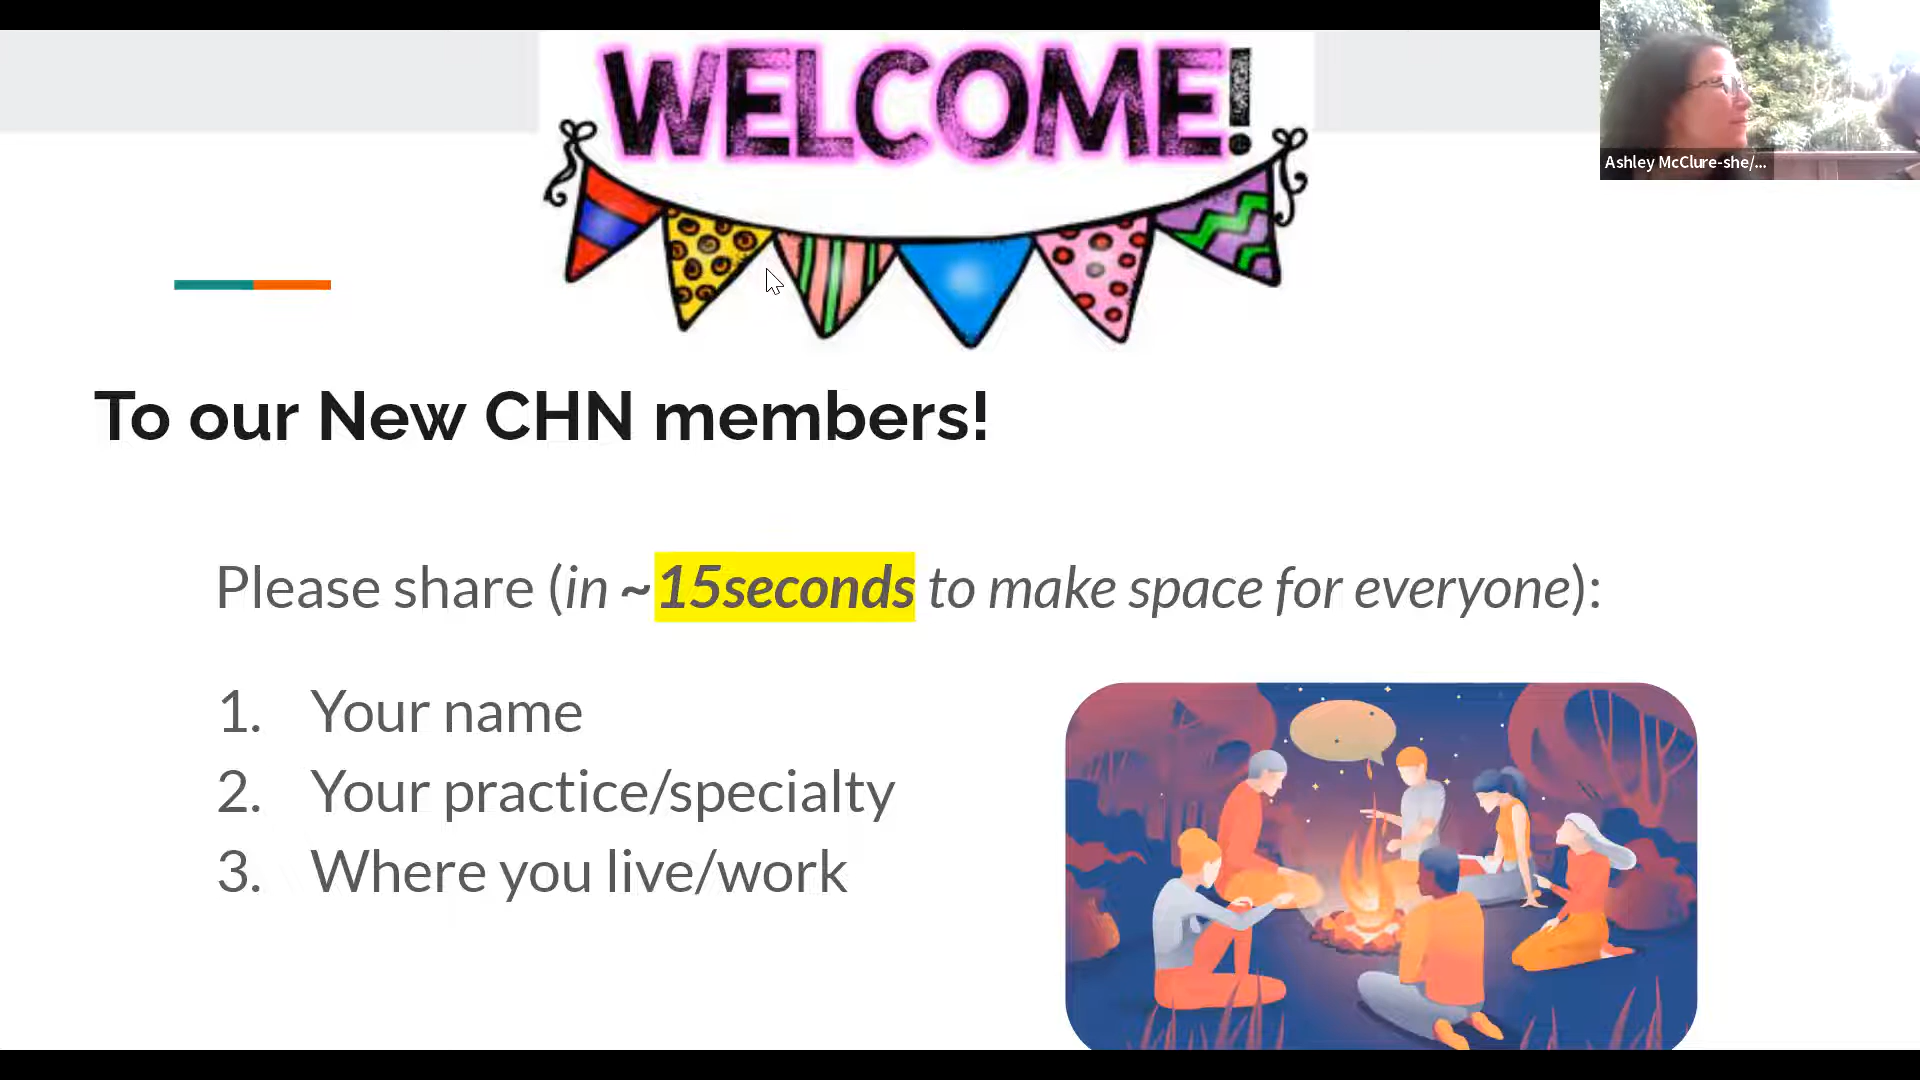 WELCOME!
Ashley McClure-she/...
To our New CHN members!
Please share (in ~15seconds to make space for everyone):
1. Your name
2. Your practice/specialty
3. Where you live/work